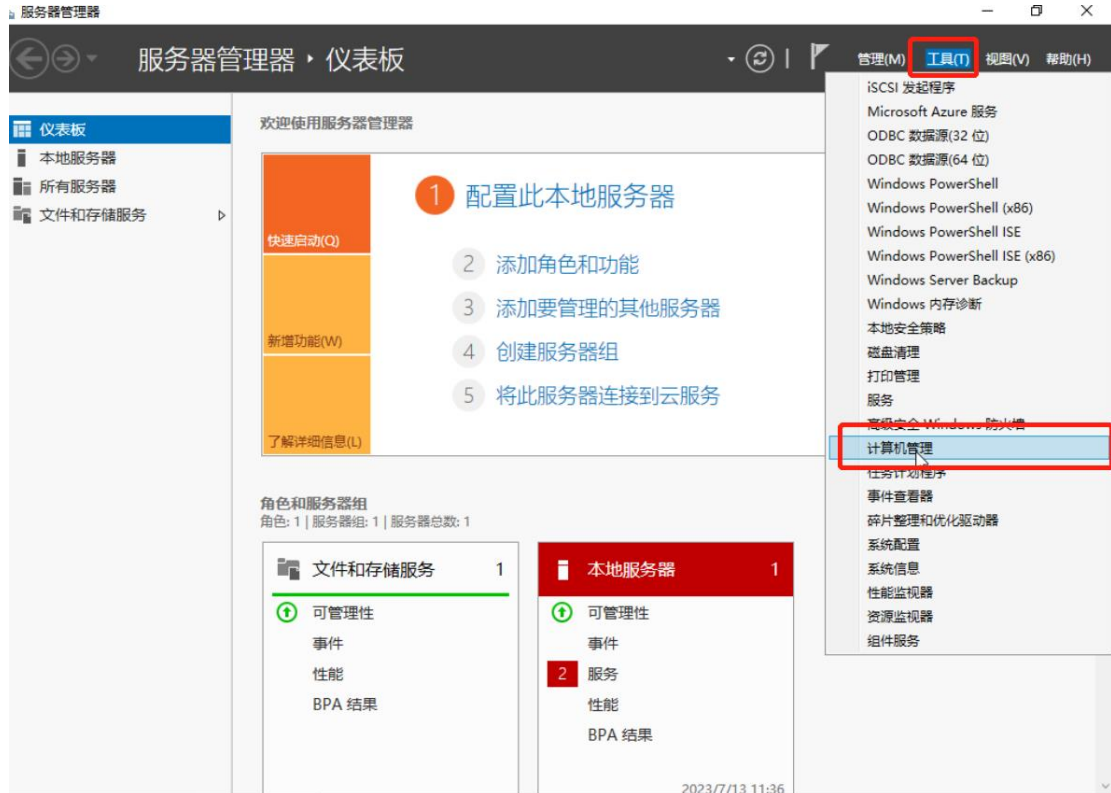 服务器管理器
服务器管理器 ‣ 仪表板
管理(M) 工具(T) 视图(V) 帮助(H)
仪表板
本地服务器
所有服务器
文件和存储服务
欢迎使用服务器管理器
快速启动(Q)
新增功能(W)
了解详细信息(L)
1 配置此本地服务器
2 添加角色和功能
3 添加要管理的其他服务器
4 创建服务器组
5 将此服务器连接到云服务
角色和服务器组
角色: 1 | 服务器组: 1 | 服务器总数: 1
文件和存储服务 1
可管理性
事件
性能
BPA 结果
本地服务器 1
可管理性
事件
2 服务
性能
BPA 结果
2023/7/13 11:36
iSCSI 发起程序
Microsoft Azure 服务
ODBC 数据源(32 位)
ODBC 数据源(64 位)
Windows PowerShell
Windows PowerShell (x86)
Windows PowerShell ISE
Windows PowerShell ISE (x86)
Windows Server Backup
Windows 内存诊断
本地安全策略
磁盘清理
打印管理
服务
高级安全 Windows 防火墙
计算机管理
任务计划程序
事件查看器
碎片整理和优化驱动器
系统配置
系统信息
性能监视器
资源监视器
组件服务